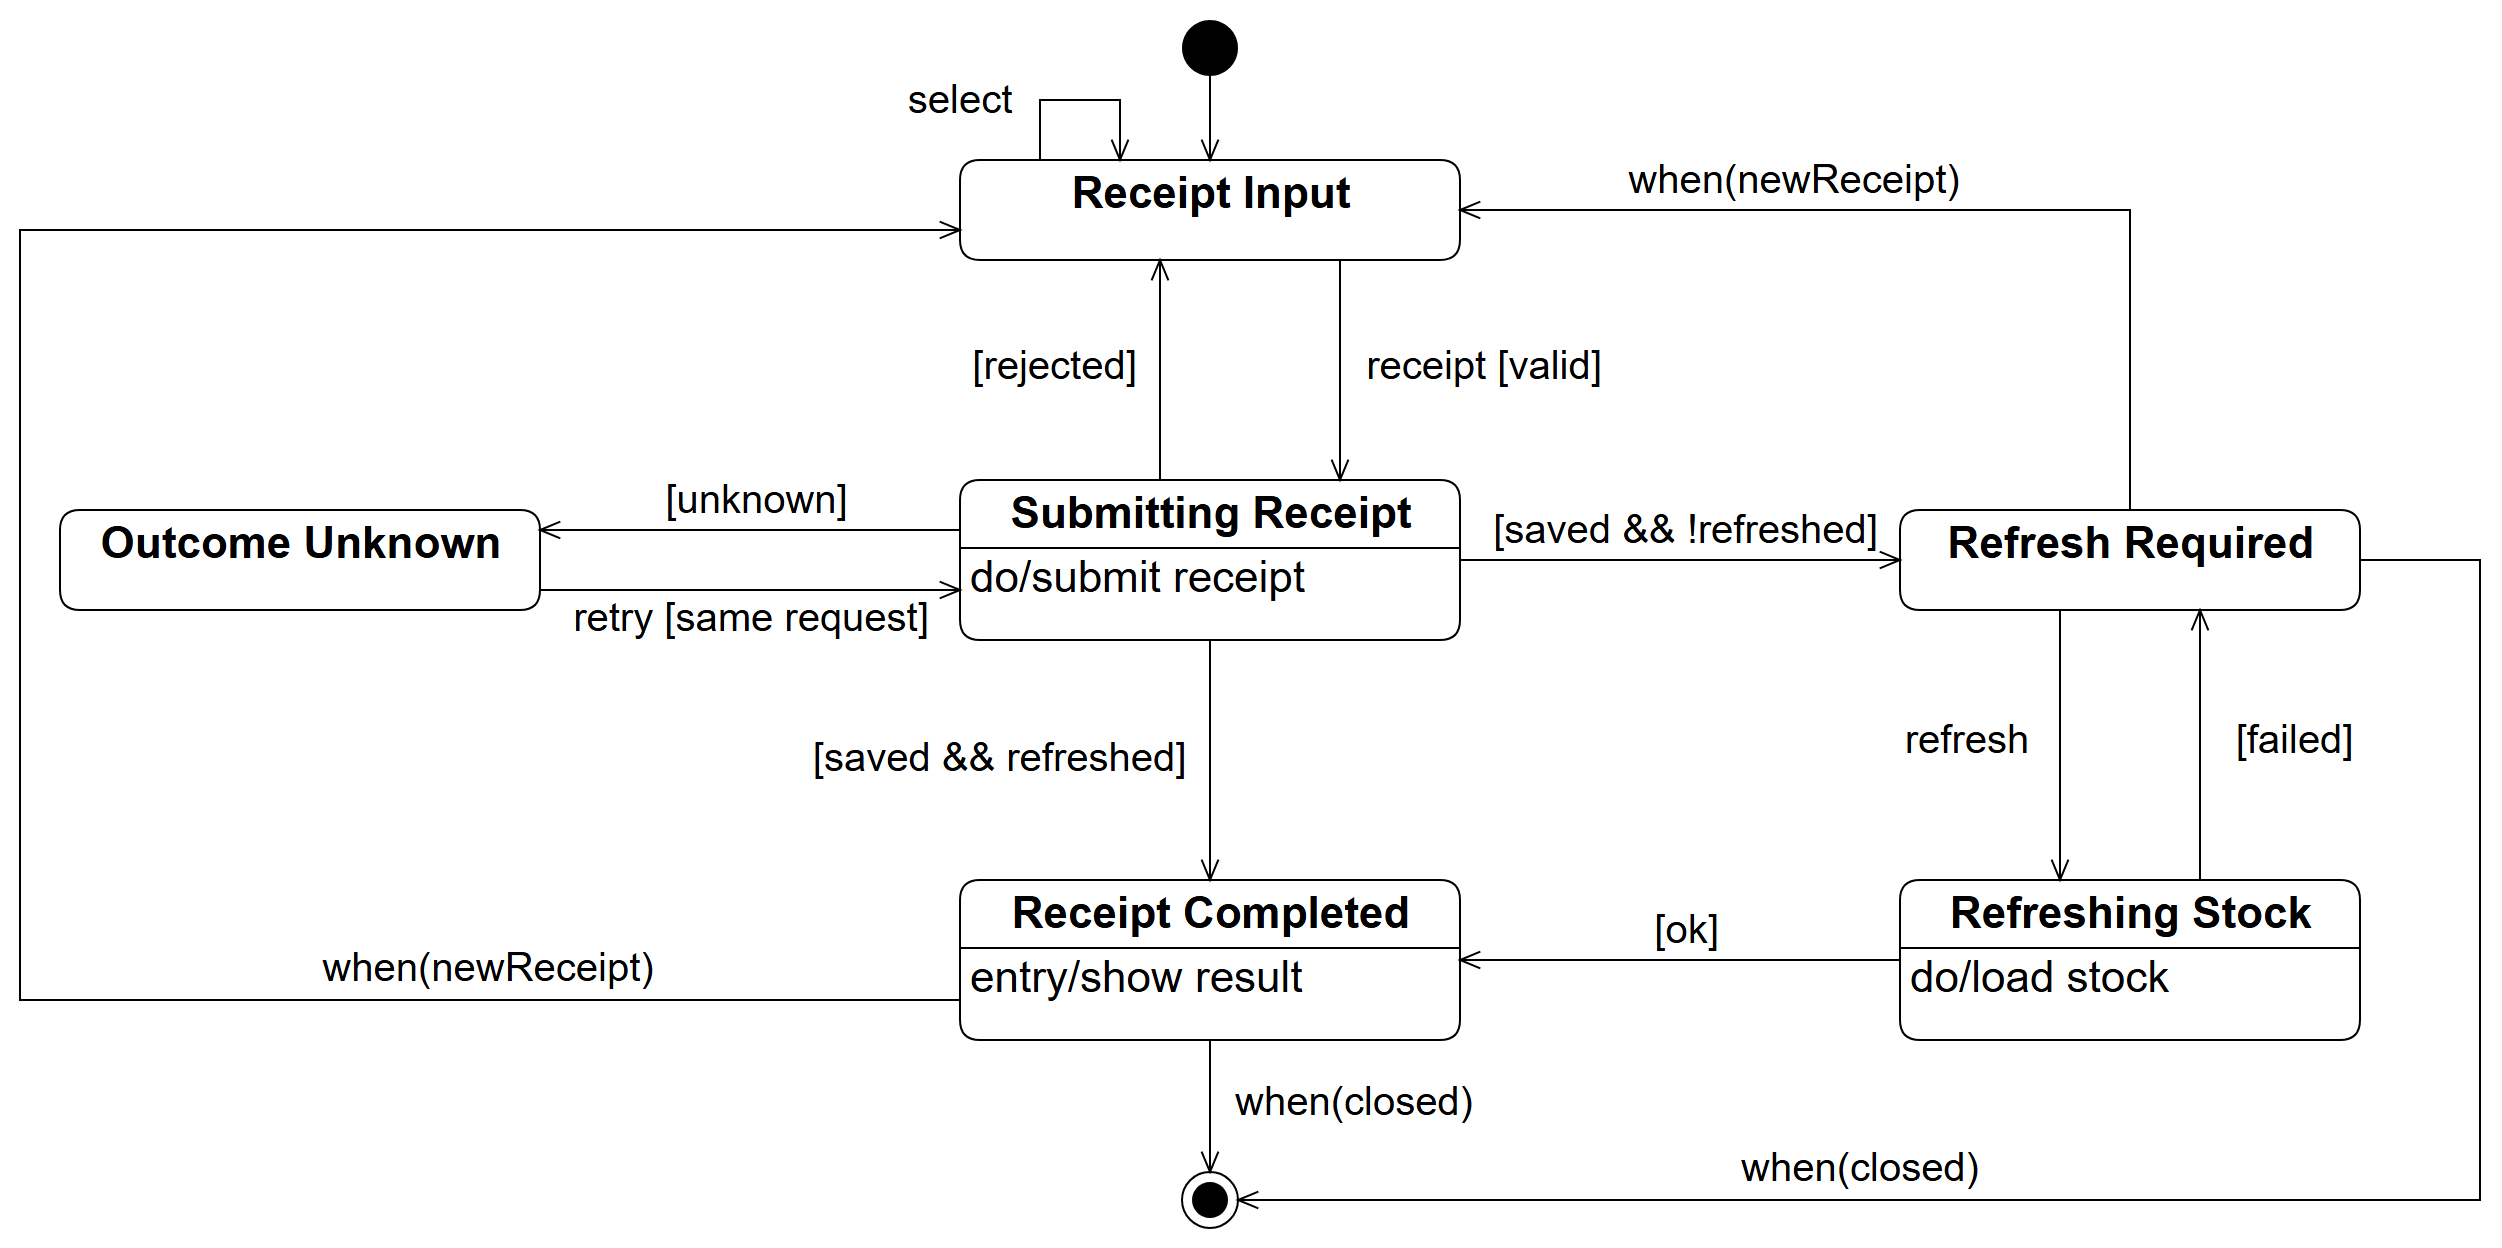 select
Receipt Input
when(newReceipt)
[rejected]
receipt [valid]
[unknown]
Submitting Receipt
[saved && !refreshed]
Outcome Unknown
Refresh Required
do/submit receipt
retry [same request]
[saved && refreshed]
refresh
[failed]
Receipt Completed
Refreshing Stock
[ok]
when(newReceipt)
entry/show result
do/load stock
when(closed)
when(closed)